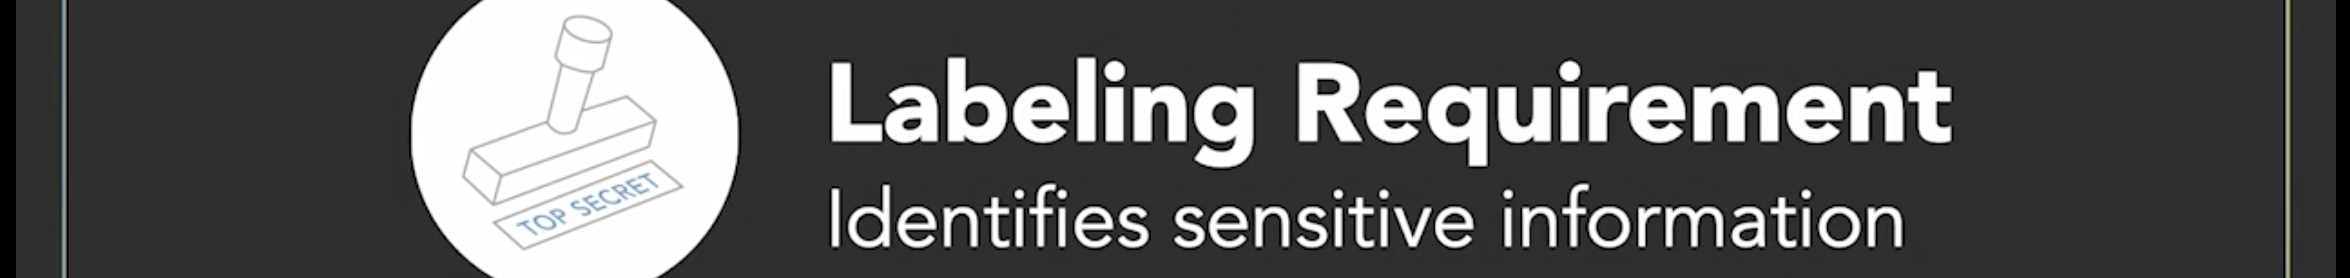 TOP SECRET
Labeling Requirement
Identifies sensitive information